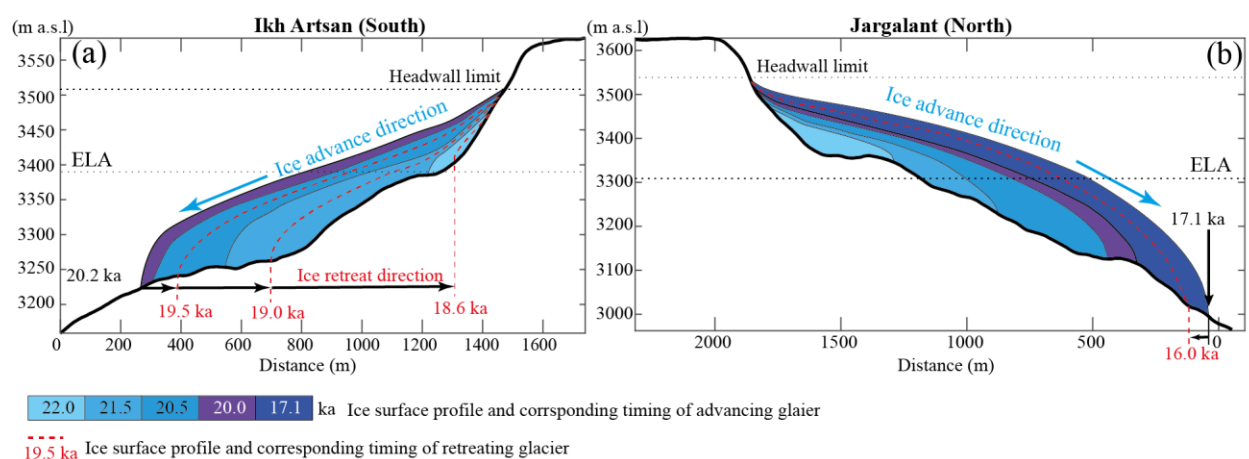 (m a.s.l)
Ikh Artsan (South)
(a)
3550
3500
3450
3400
3350
3300
3250
3200
Headwall limit
Ice advance direction
ELA
20.2 ka
Ice retreat direction
19.5 ka
19.0 ka
18.6 ka
0
200
400
600
800
1000
1200
1400
1600
Distance (m)
(m a.s.l)
Jargalant (North)
(b)
3600
3500
3400
3300
3200
3100
3000
Headwall limit
Ice advance direction
ELA
17.1 ka
16.0 ka
2000
1500
1000
500
0
Distance (m)
22.0 21.5 20.5 20.0 17.1 ka Ice surface profile and corrsponding timing of advancing glaier
19.5 ka Ice surface profile and corresponding timing of retreating glacier